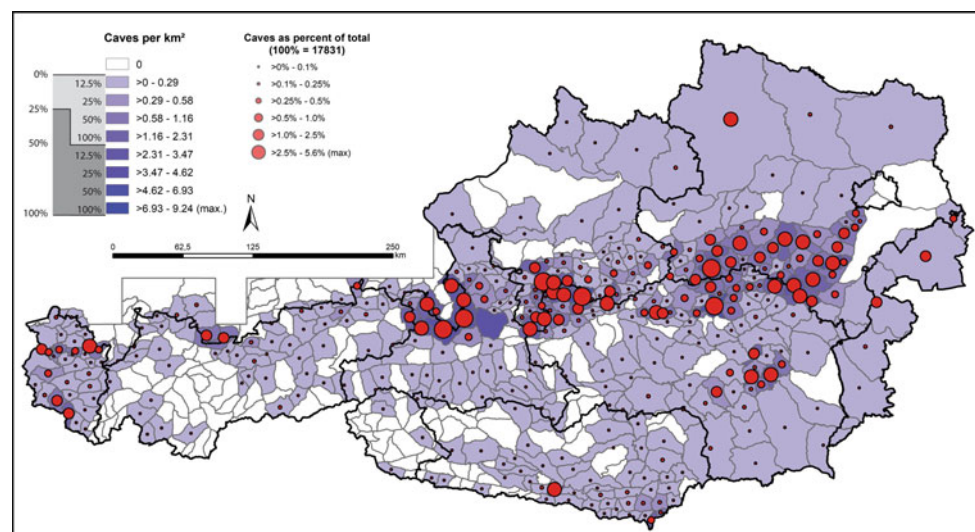 Caves per km²
0
>0 - 0.29
>0.29 - 0.58
>0.58 - 1.16
>1.16 - 2.31
>2.31 - 3.47
>3.47 - 4.62
>4.62 - 6.93
>6.93 - 9.24 (max.)
0%
25%
50%
100%
12.5%
25%
50%
100%
12.5%
25%
50%
100%
Caves as percent of total
(100% = 17831)
>0% - 0.1%
>0.1% - 0.25%
>0.25% - 0.5%
>0.5% - 1.0%
>1.0% - 2.5%
>2.5% - 5.6% (max)
N
0 62,5 125 250
km